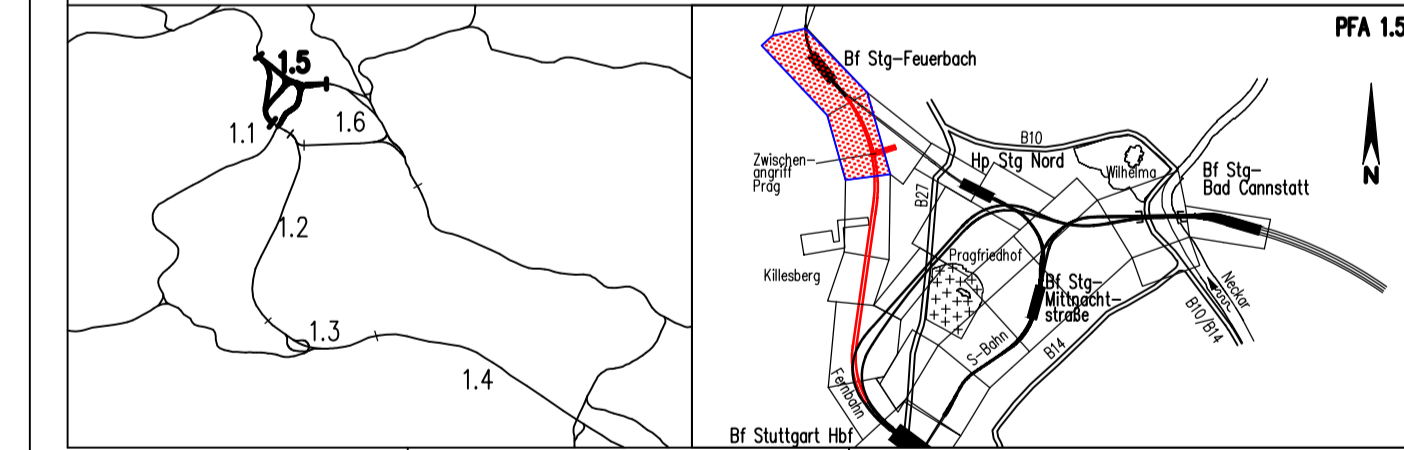 1.5
1.1
1.6
1.2
1.3
1.4
PFA 1.5
Bf Stg-Feuerbach
Zwischen-
angriff
Prag
B10
Hp Stg Nord
Wilhelma
Bf Stg-
Bad Cannstatt
N
B27
Pragfriedhof
Killesberg
Bf Stg-
Mittnacht-
straße
Neckar
B10/B14
S-Bahn
B14
Fernbahn
Bf Stuttgart Hbf